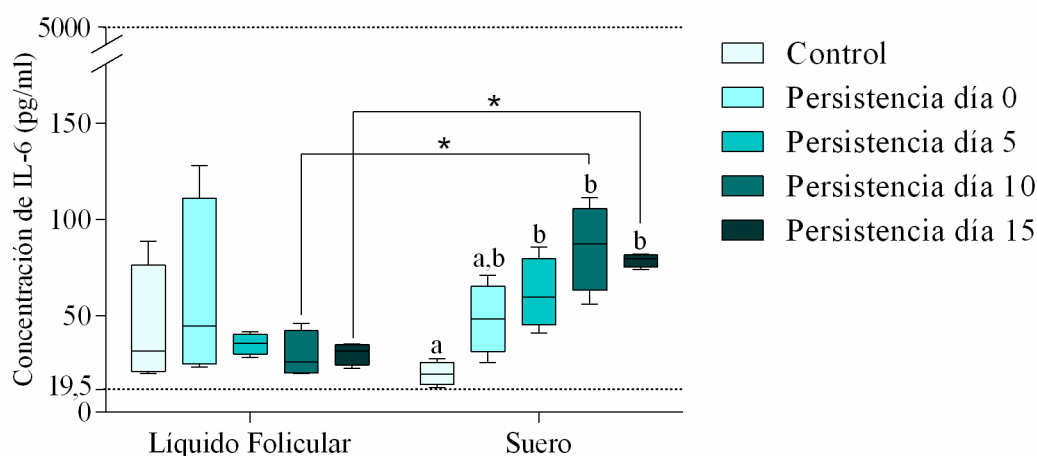 Concentración de IL-6 (pg/ml)
5000
150
100
50
19,5
0
*
*
a
a,b
b
b
b
Líquido Folicular
Suero
Control
Persistencia día 0
Persistencia día 5
Persistencia día 10
Persistencia día 15